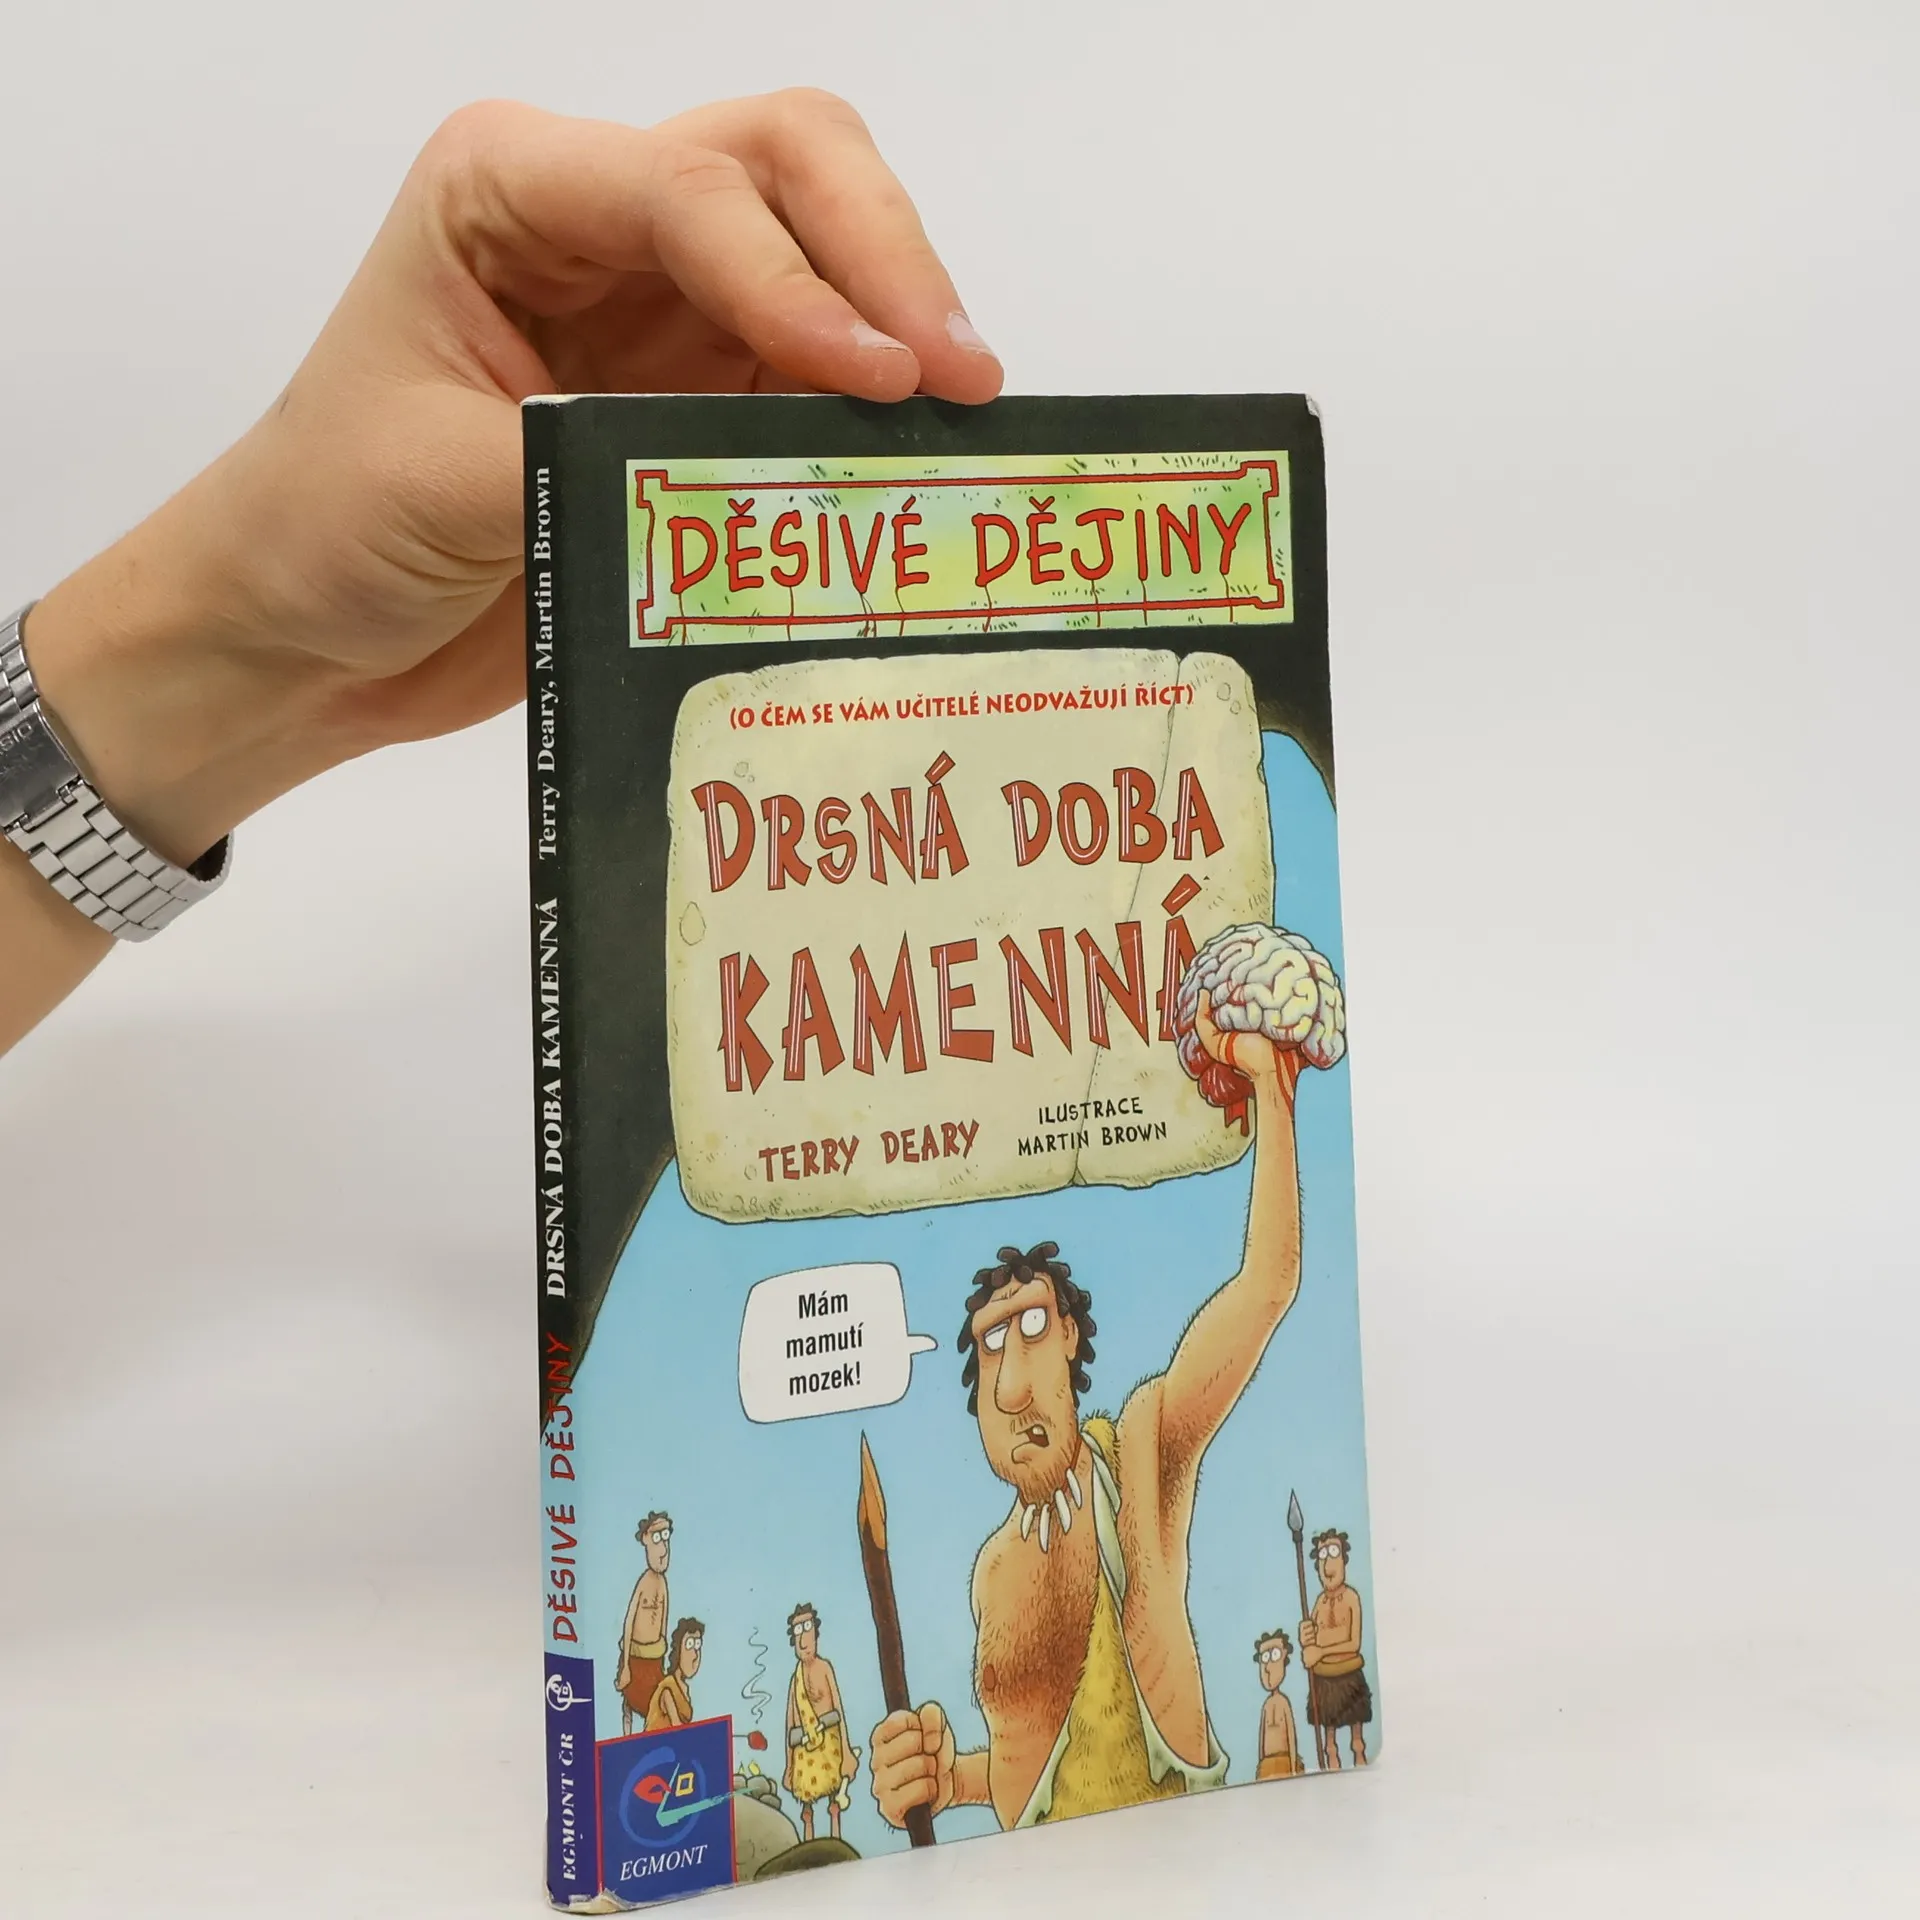 DĚSIVÉ DĚJINY
(O ČEM SE VÁM UČITELÉ NEODVAŽUJÍ ŘÍCT)
DRSNÁ DOBA
KAMENNÁ
TERRY DEARY
ILUSTRACE
MARTIN BROWN
Mám
mamutí
mozek!
EGMONT
EGMONT ČR DĚSIVÉ DĚJINY DRSNÁ DOBA KAMENNÁ Terry Deary, Martin Brown